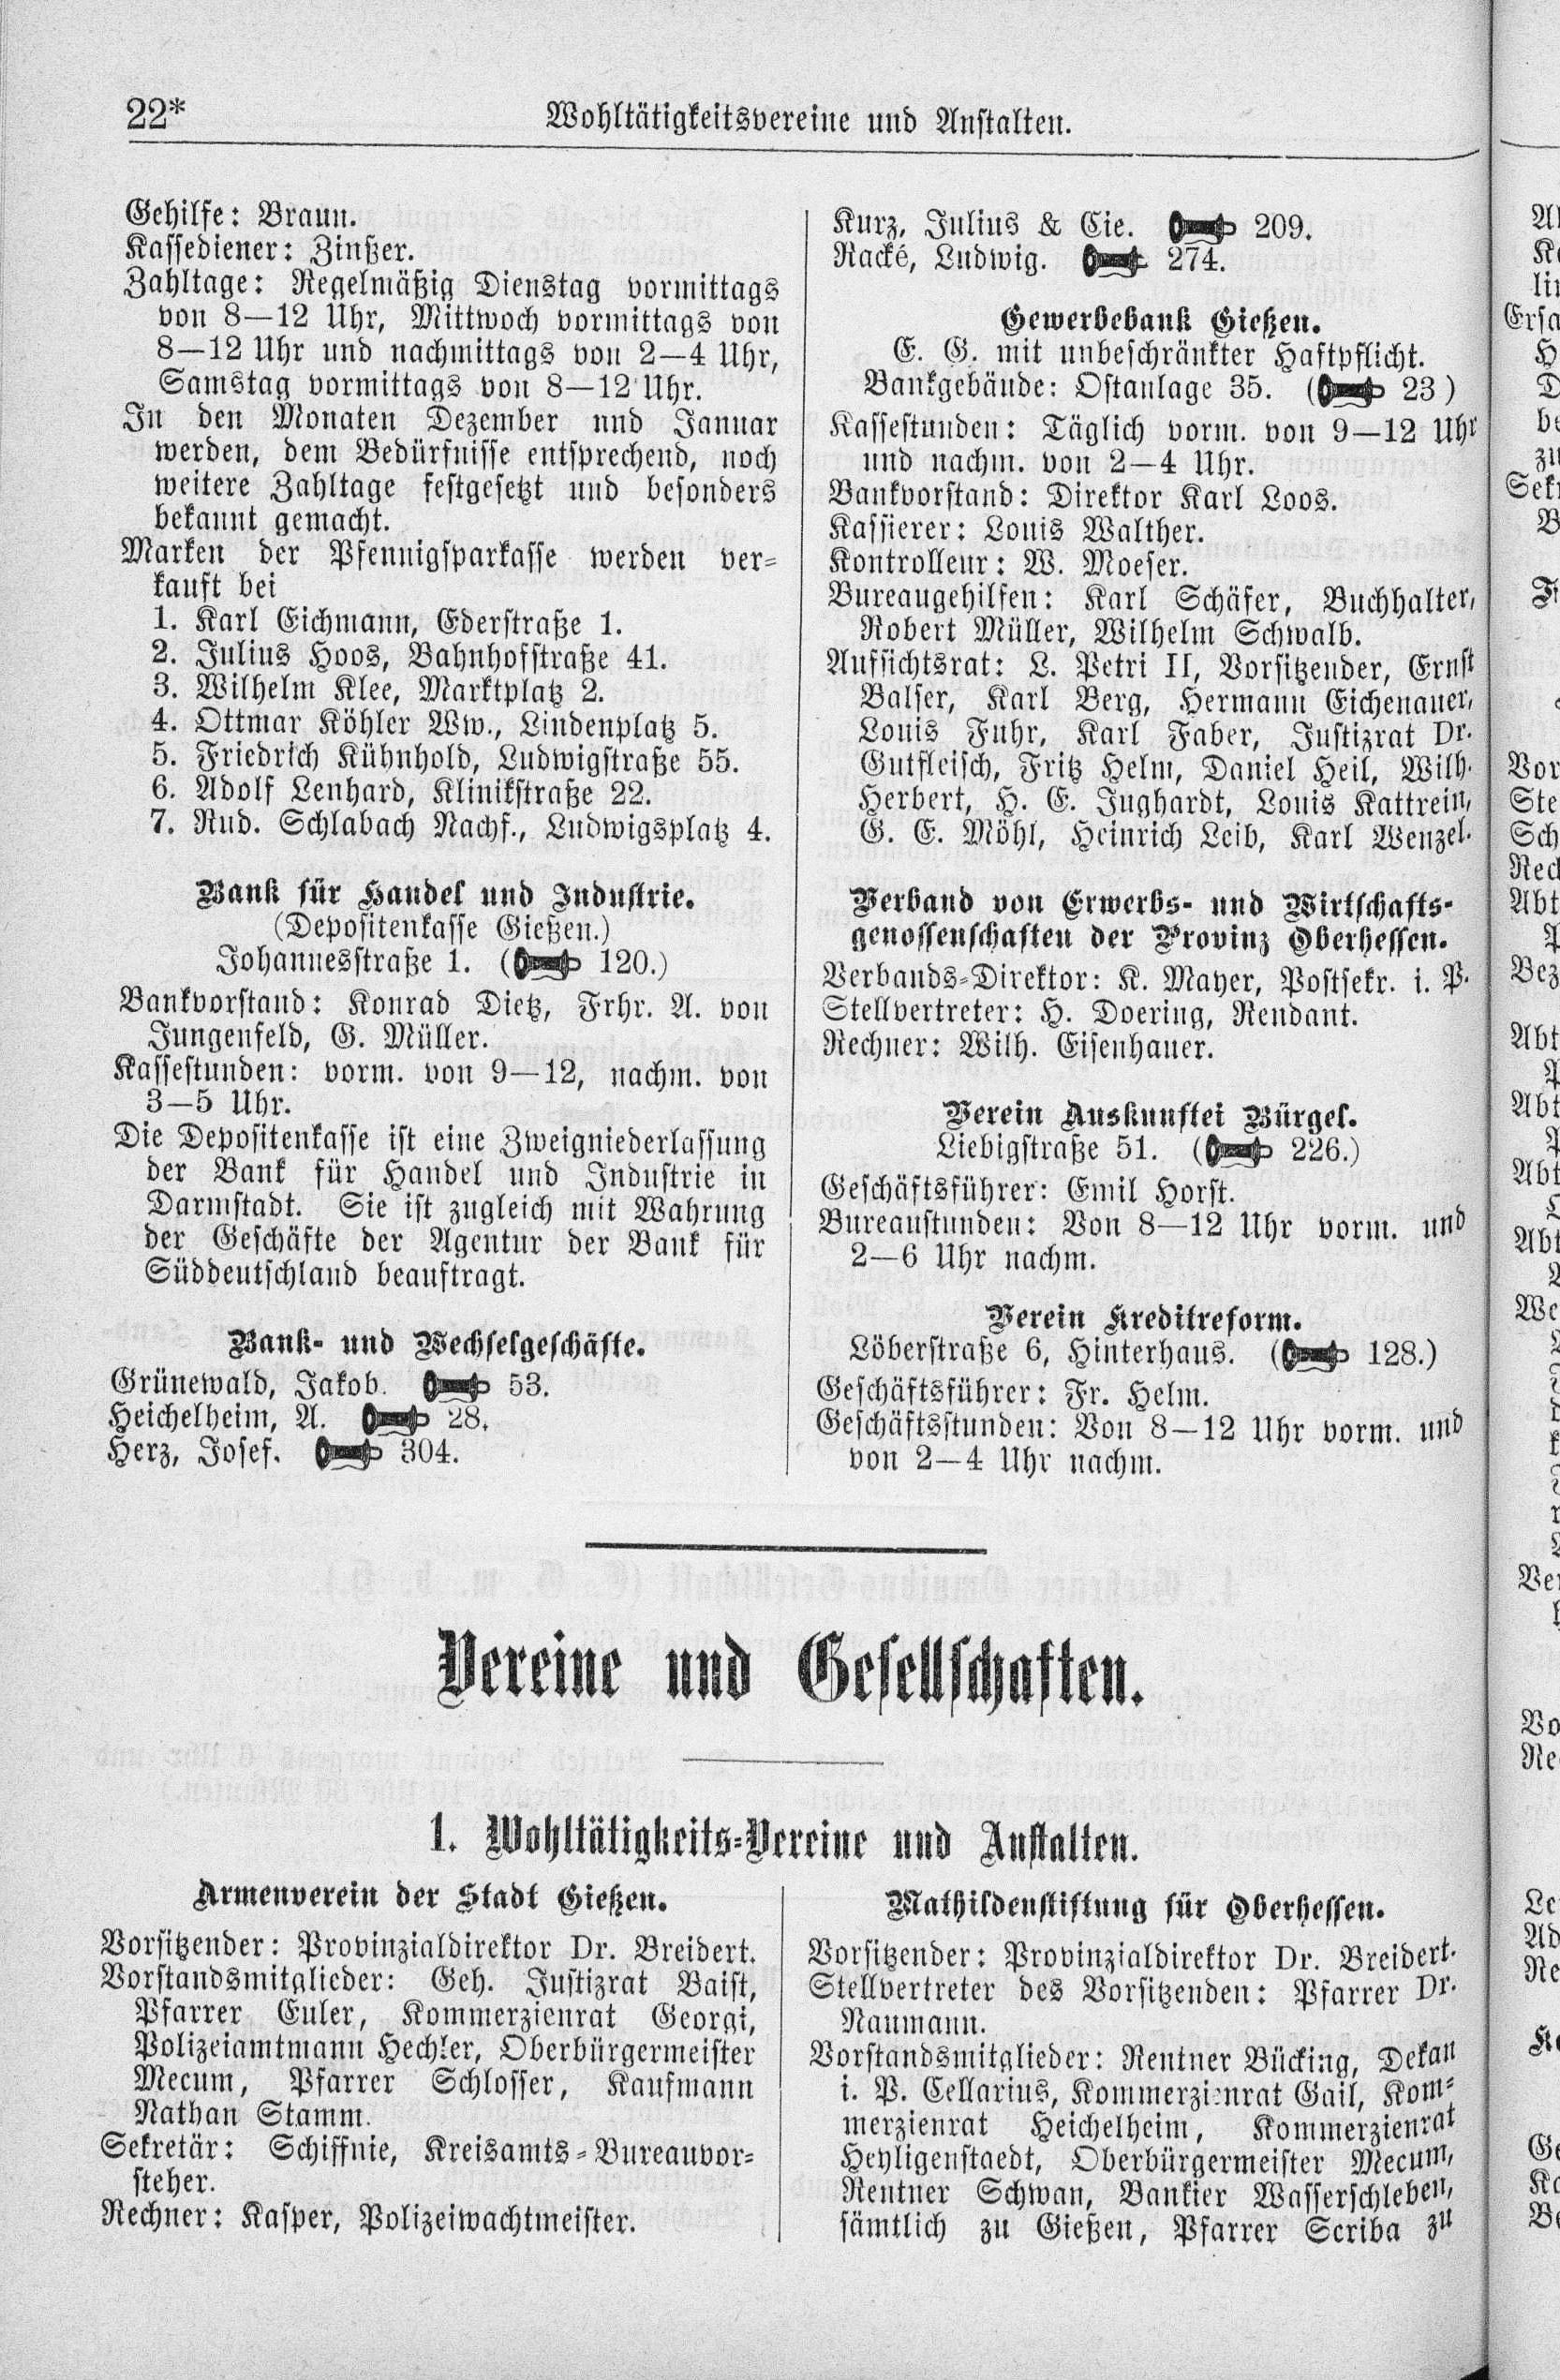 22*
Wohltätigkeitsvereine und Anstalten.
Gehilfe: Braun.
Kassediener: Zinßer.
Zahltage: Regelmäßig Dienstag vormittags
von 8—12 Uhr, Mittwoch vormittags von
8—12 Uhr und nachmittags von 2—4 Uhr,
Samstag vormittags von 8—12 Uhr.
In den Monaten Dezember und Januar
werden, dem Bedürfnisse entsprechend, noch
weitere Zahltage festgesetzt und besonders
bekannt gemacht.
Marken der Pfennigsparkasse werden ver-
kauft bei
1. Karl Eichmann, Ederstraße 1.
2. Julius Hoos, Bahnhofstraße 41.
3. Wilhelm Klee, Marktplatz 2.
4. Ottmar Köhler Ww., Lindenplatz 5.
5. Friedrich Kühnhold, Ludwigstraße 55.
6. Adolf Lenhard, Klinikstraße 22.
7. Rud. Schlabach Nachf., Ludwigsplatz 4.
Bank für Handel und Industrie.
(Depositenkasse Gießen.)
Johannesstraße 1. ( 120.)
Bankvorstand: Konrad Dietz, Frhr. A. von
Jungenfeld, G. Müller.
Kassestunden: vorm. von 9—12, nachm. von
3—5 Uhr.
Die Depositenkasse ist eine Zweigniederlassung
der Bank für Handel und Industrie in
Darmstadt. Sie ist zugleich mit Wahrung
der Geschäfte der Agentur der Bank für
Süddeutschland beauftragt.
Bank- und Wechselgeschäfte.
Grünewald, Jakob. 53.
Heichelheim, A. 28.
Herz, Josef. 304.
Kurz, Julius & Cie. 209.
Racké, Ludwig. 274.
Gewerbebank Gießen.
E. G. mit unbeschränkter Haftpflicht.
Bankgebäude: Ostanlage 35. ( 23 )
Kassestunden: Täglich vorm. von 9—12 Uhr
und nachm. von 2—4 Uhr.
Bankvorstand: Direktor Karl Loos.
Kassierer: Louis Walther.
Kontrolleur: W. Moeser.
Bureaugehilfen: Karl Schäfer, Buchhalter,
Robert Müller, Wilhelm Schwalb.
Aufsichtsrat: L. Petri II, Vorsitzender, Ernst
Balser, Karl Berg, Hermann Eichenauer,
Louis Fuhr, Karl Faber, Justizrat Dr.
Gutfleisch, Fritz Helm, Daniel Heil, Wilh.
Herbert, H. E. Jughardt, Louis Kattrein,
G. E. Möhl, Heinrich Leib, Karl Wenzel.
Verband von Erwerbs- und Wirtschafts-
genossenschaften der Provinz Oberhessen.
Verbands-Direktor: K. Mayer, Postsekr. i. P.
Stellvertreter: H. Doering, Rendant.
Rechner: Wilh. Eisenhauer.
Verein Auskunftei Bürgel.
Liebigstraße 51. ( 226.)
Geschäftsführer: Emil Horst.
Bureaustunden: Von 8—12 Uhr vorm. und
2—6 Uhr nachm.
Verein Kreditreform.
Löberstraße 6, Hinterhaus. ( 128.)
Geschäftsführer: Fr. Helm.
Geschäftsstunden: Von 8—12 Uhr vorm. und
von 2—4 Uhr nachm.
Vereine und Gesellschaften.
1. Wohltätigkeits-Vereine und Anstalten.
Armenverein der Stadt Gießen.
Vorsitzender: Provinzialdirektor Dr. Breidert.
Vorstandsmitglieder: Geh. Justizrat Baist,
Pfarrer Euler, Kommerzienrat Georgi,
Polizeiamtmann Hechler, Oberbürgermeister
Mecum, Pfarrer Schlosser, Kaufmann
Nathan Stamm.
Sekretär: Schiffnie, Kreisamts-Bureauvor-
steher.
Rechner: Kasper, Polizeiwachtmeister.
Mathildenstiftung für Oberhessen.
Vorsitzender: Provinzialdirektor Dr. Breidert.
Stellvertreter des Vorsitzenden: Pfarrer Dr.
Naumann.
Vorstandsmitglieder: Rentner Bücking, Dekan
i. P. Cellarius, Kommerzienrat Gail, Kom-
merzienrat Heichelheim, Kommerzienrat
Heyligenstaedt, Oberbürgermeister Mecum,
Rentner Schwan, Bankier Wasserschleben,
sämtlich zu Gießen, Pfarrer Scriba zu